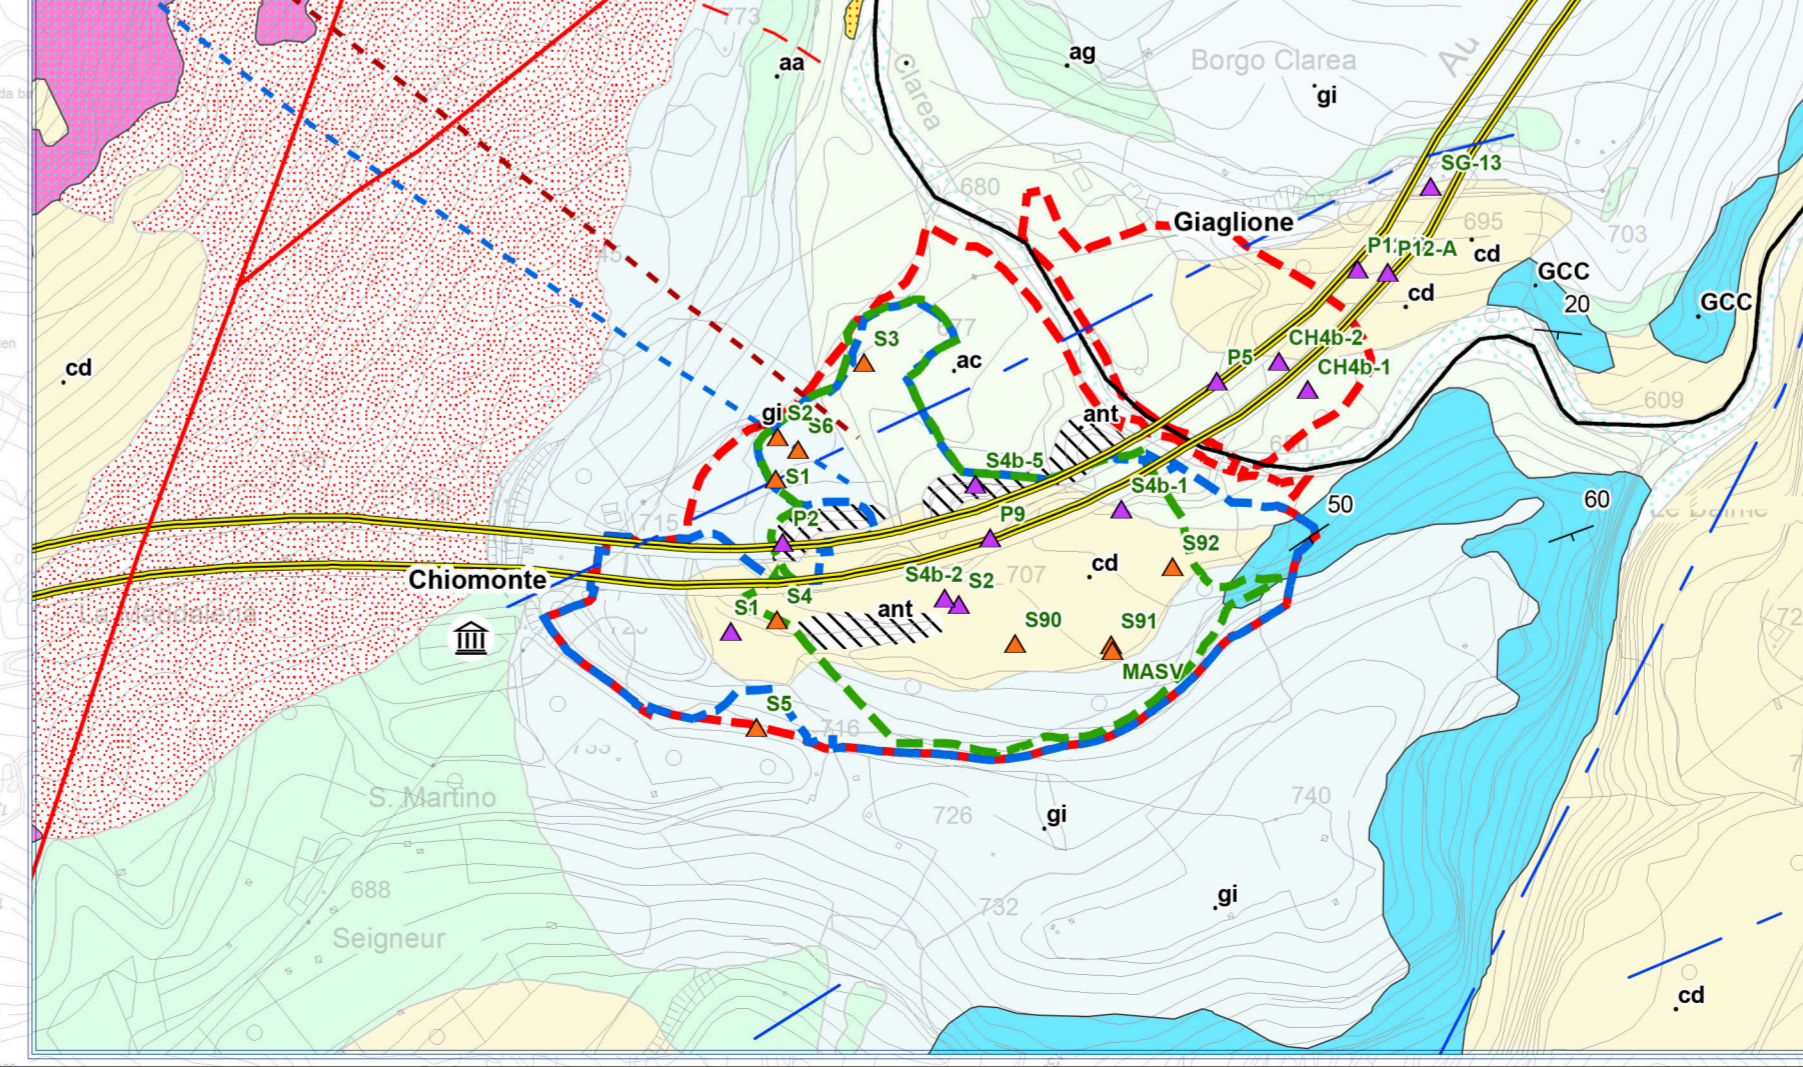 773
aa
ag
Borgo Clarea
Au
gi
Clarea
SG-13
680
Giaglione
695
703
P12-A
cd
GCC
cd
20
GCC
S3
ac
CH4b-2
P5
CH4b-1
cd
gi
S2
ant
609
S6
S4b-5
S1
S4b-1
50
60
715
P2
P9
S92
cd
Chiomonte
S4b-2
S2
707
S4
La Maddalena
S1
ant
S90
S91
MASV
S5
716
S. Martino
740
726
gi
688
gi
732
Seigneur
cd